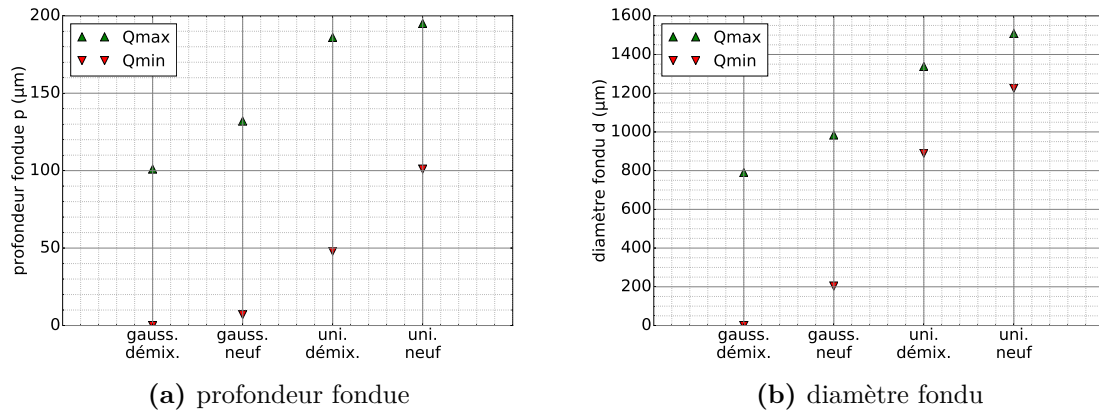 200
150
100
50
0
profondeur fondue p (µm)
Qmax
Qmin
gauss.
démix.
gauss.
neuf
uni.
démix.
uni.
neuf
(a) profondeur fondue
1600
1400
1200
1000
800
600
400
200
0
diamètre fondu d (µm)
Qmax
Qmin
gauss.
démix.
gauss.
neuf
uni.
démix.
uni.
neuf
(b) diamètre fondu